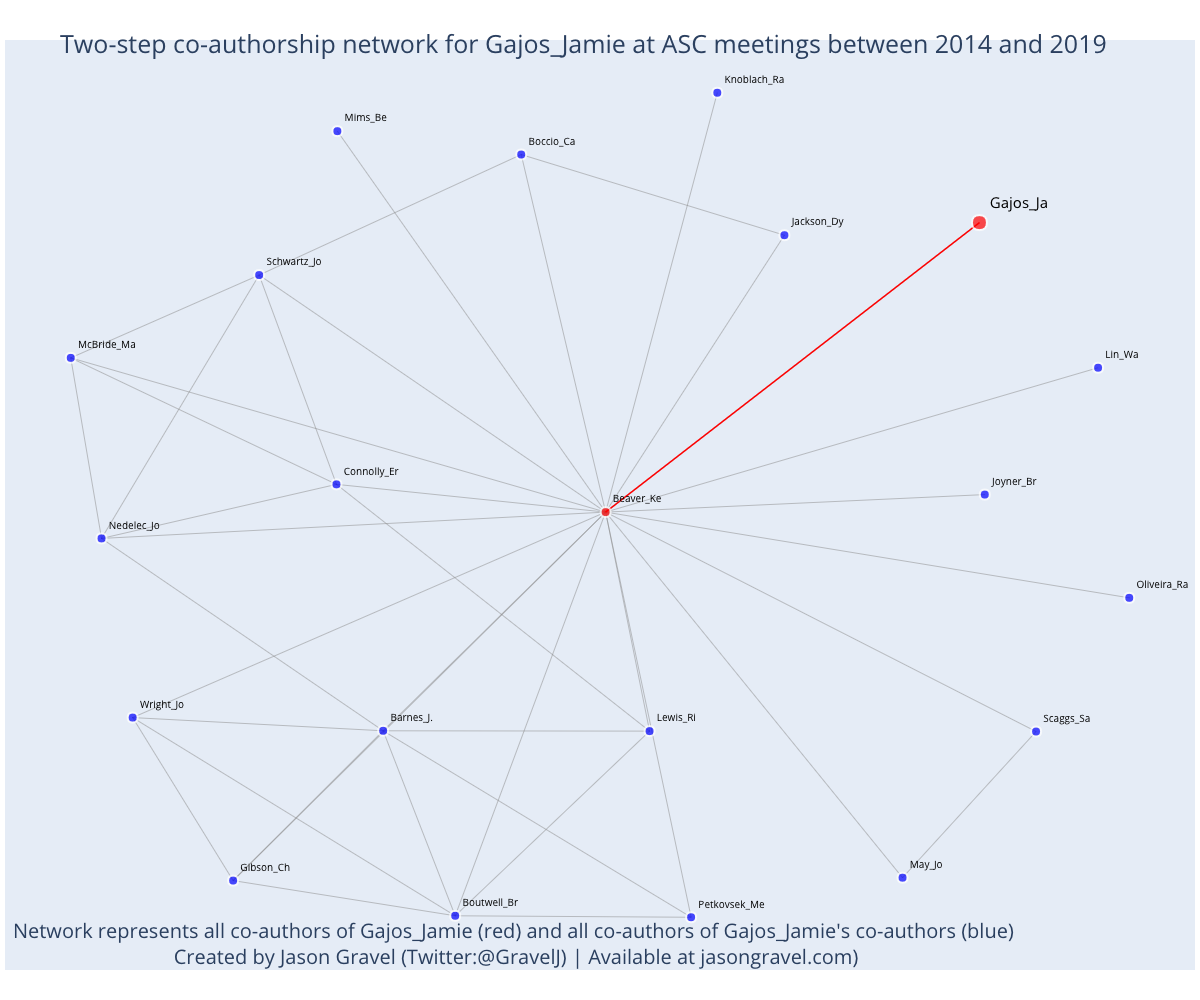 Two-step co-authorship network for Gajos_Jamie at ASC meetings between 2014 and 2019
Knoblach_Ra
Mims_Be
Boccio_Ca
Gajos_Ja
Jackson_Dy
Schwartz_Jo
McBride_Ma
Lin_Wa
Connolly_Er
Joyner_Br
Beaver_Ke
Nedelec_Jo
Oliveira_Ra
Wright_Jo
Barnes_J.
Lewis_Ri
Scaggs_Sa
Gibson_Ch
May_Jo
Boutwell_Br
Petkovsek_Me
Network represents all co-authors of Gajos_Jamie (red) and all co-authors of Gajos_Jamie's co-authors (blue)
Created by Jason Gravel (Twitter:@GravelJ) | Available at jasongravel.com)